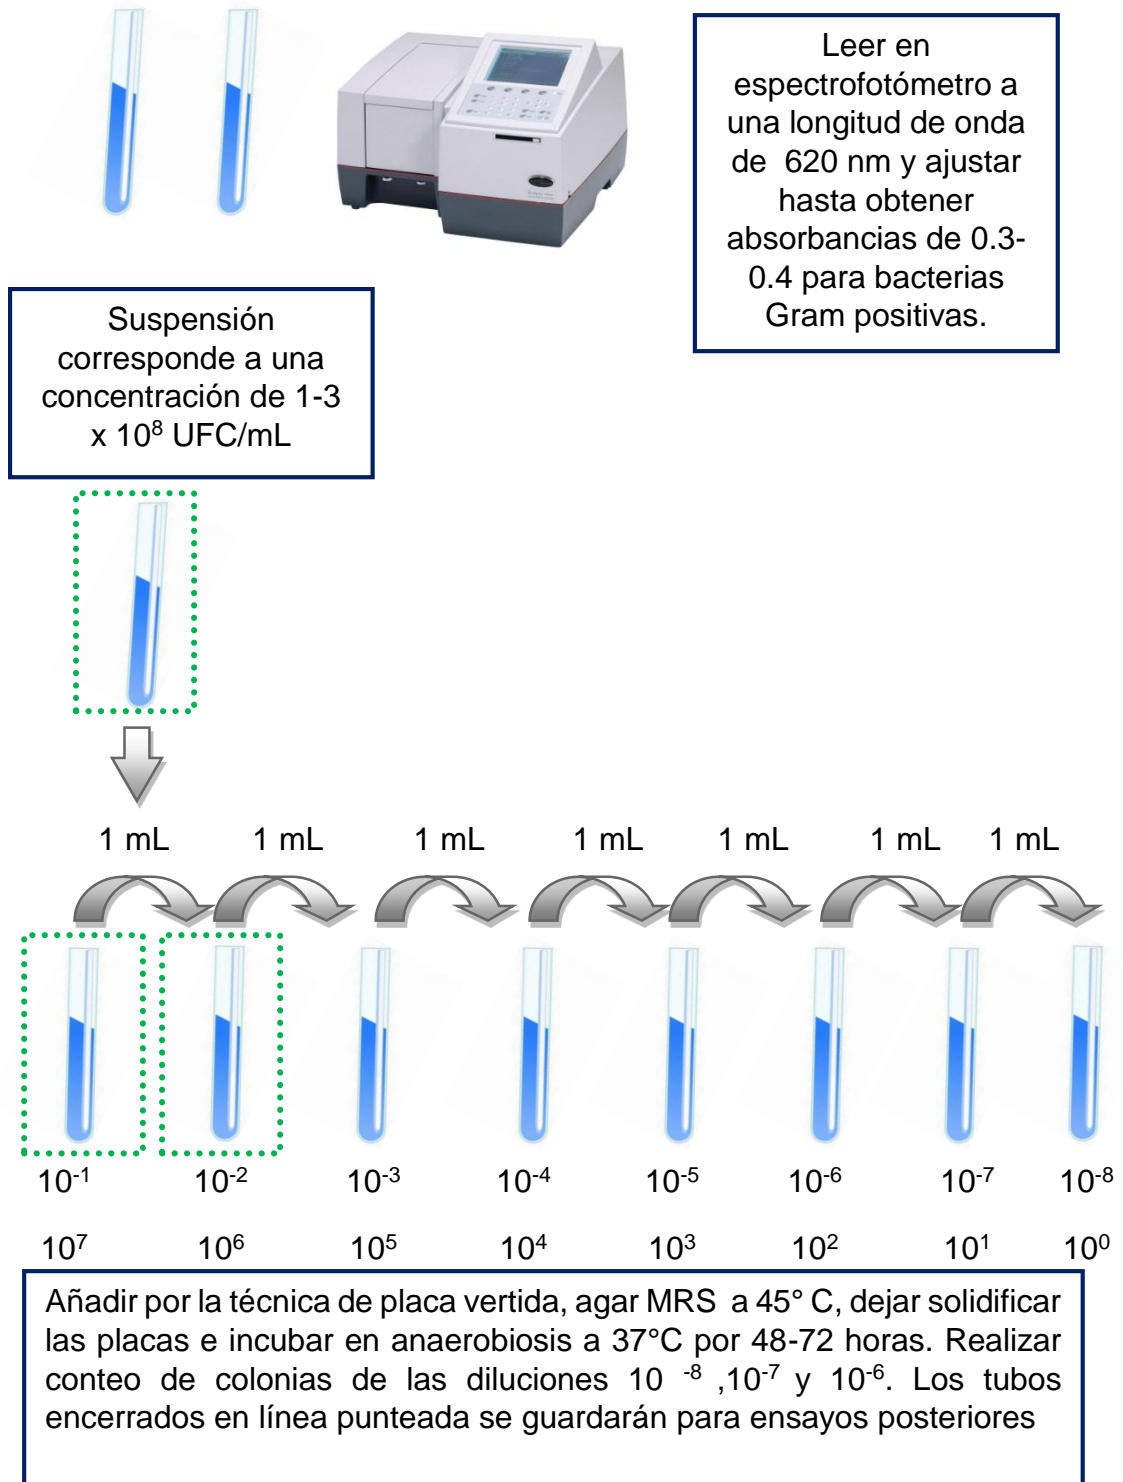 Leer en
espectrofotómetro a
una longitud de onda
de 620 nm y ajustar
hasta obtener
absorbancias de 0.3-
0.4 para bacterias
Gram positivas.
Suspensión
corresponde a una
concentración de 1-3
x 10⁸ UFC/mL
1 mL 1 mL 1 mL 1 mL 1 mL 1 mL 1 mL
10⁻¹ 10⁻² 10⁻³ 10⁻⁴ 10⁻⁵ 10⁻⁶ 10⁻⁷ 10⁻⁸
10⁷ 10⁶ 10⁵ 10⁴ 10³ 10² 10¹ 10⁰
Añadir por la técnica de placa vertida, agar MRS a 45° C, dejar solidificar
las placas e incubar en anaerobiosis a 37°C por 48-72 horas. Realizar
conteo de colonias de las diluciones 10 ⁻⁸ ,10⁻⁷ y 10⁻⁶. Los tubos
encerrados en línea punteada se guardarán para ensayos posteriores